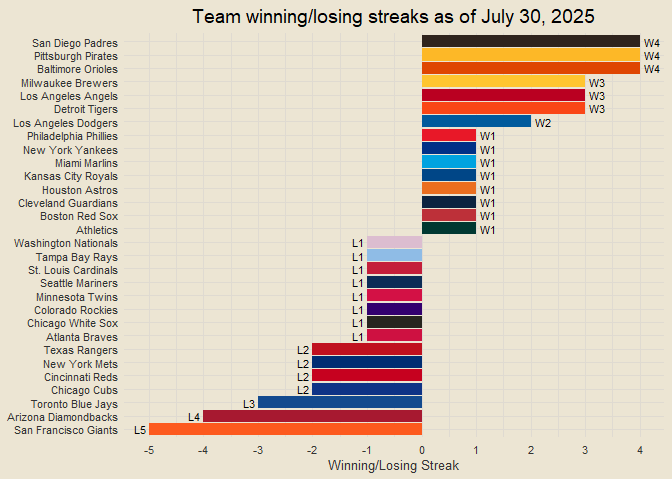 Team winning/losing streaks as of July 30, 2025
San Diego Padres W4
Pittsburgh Pirates W4
Baltimore Orioles W4
Milwaukee Brewers W3
Los Angeles Angels W3
Detroit Tigers W3
Los Angeles Dodgers W2
Philadelphia Phillies W1
New York Yankees W1
Miami Marlins W1
Kansas City Royals W1
Houston Astros W1
Cleveland Guardians W1
Boston Red Sox W1
Athletics W1
Washington Nationals L1
Tampa Bay Rays L1
St. Louis Cardinals L1
Seattle Mariners L1
Minnesota Twins L1
Colorado Rockies L1
Chicago White Sox L1
Atlanta Braves L1
Texas Rangers L2
New York Mets L2
Cincinnati Reds L2
Chicago Cubs L2
Toronto Blue Jays L3
Arizona Diamondbacks L4
San Francisco Giants L5
-5 -4 -3 -2 -1 0 1 2 3 4
Winning/Losing Streak